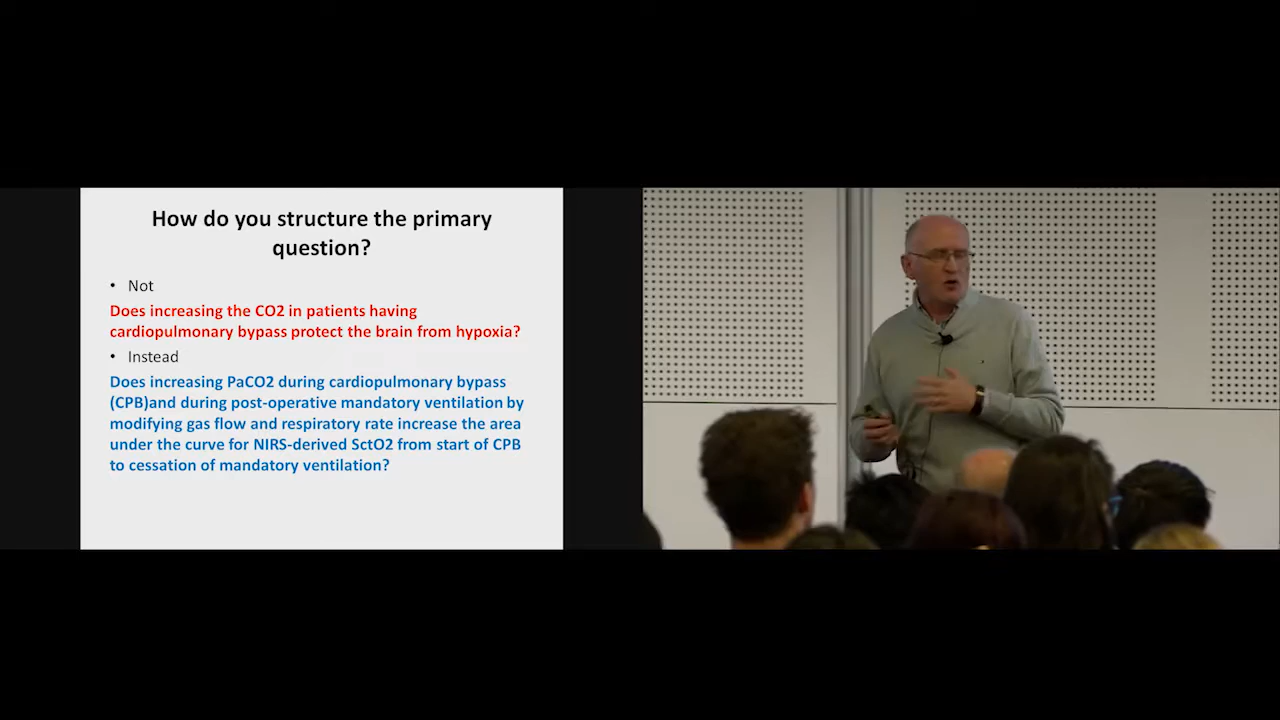 How do you structure the primary
question?
• Not
Does increasing the CO2 in patients having
cardiopulmonary bypass protect the brain from hypoxia?
• Instead
Does increasing PaCO2 during cardiopulmonary bypass
(CPB)and during post-operative mandatory ventilation by
modifying gas flow and respiratory rate increase the area
under the curve for NIRS-derived SctO2 from start of CPB
to cessation of mandatory ventilation?